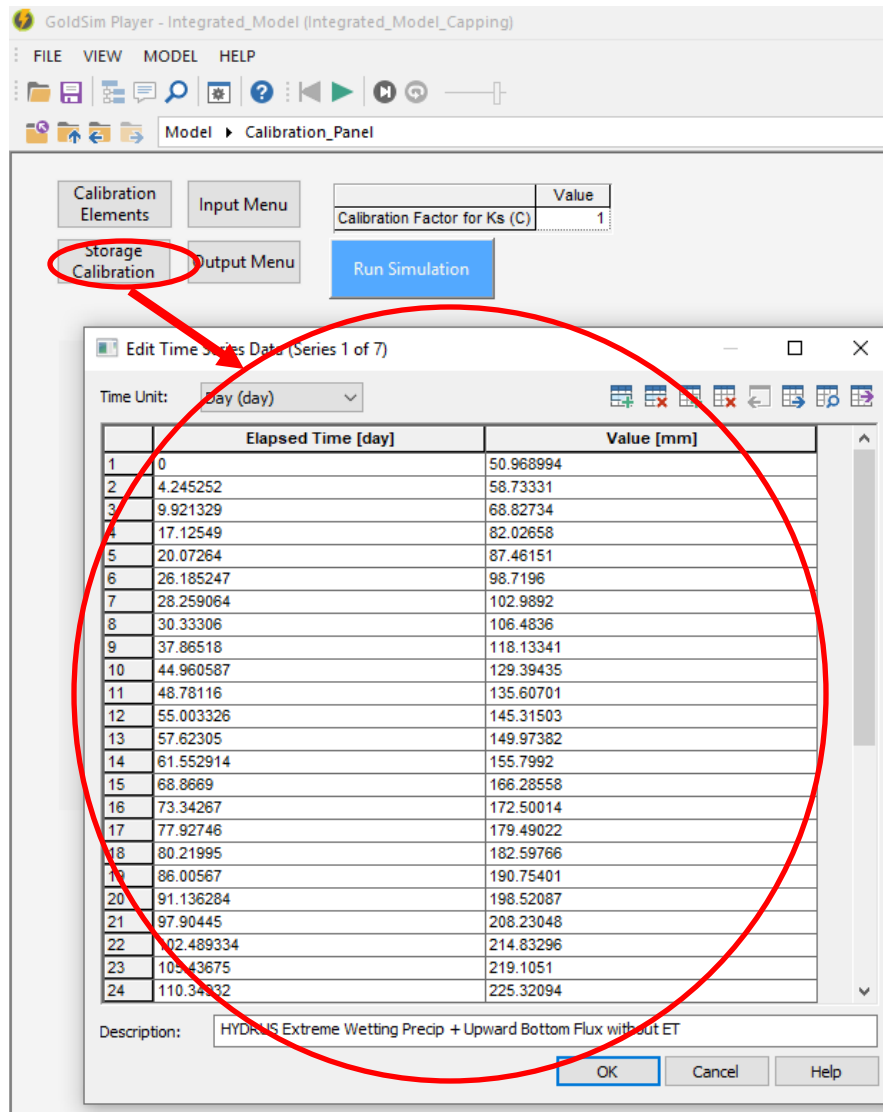 GoldSim Player - Integrated_Model (Integrated_Model_Capping)
FILE VIEW MODEL HELP
Model Calibration_Panel
Calibration Elements Input Menu Value
Calibration Factor for Ks (C) 1
Storage Calibration Output Menu Run Simulation
Edit Time Series Data (Series 1 of 7)
Time Unit: Day (day)
Elapsed Time [day] Value [mm]
1 0 50.968994
2 4.245252 58.73331
3 9.921329 68.82734
4 17.12549 82.02658
5 20.07264 87.46151
6 26.185247 98.7196
7 28.259064 102.9892
8 30.33306 106.4836
9 37.86518 118.13341
10 44.960587 129.39435
11 48.78116 135.60701
12 55.003326 145.31503
13 57.62305 149.97382
14 61.552914 155.7992
15 68.8669 166.28558
16 73.34267 172.50014
17 77.92746 179.49022
18 80.21995 182.59766
19 86.00567 190.75401
20 91.136284 198.52087
21 97.90445 208.23048
22 102.489334 214.83296
23 105.43675 219.1051
24 110.34932 225.32094
Description: HYDRUS Extreme Wetting Precip + Upward Bottom Flux without ET
OK Cancel Help